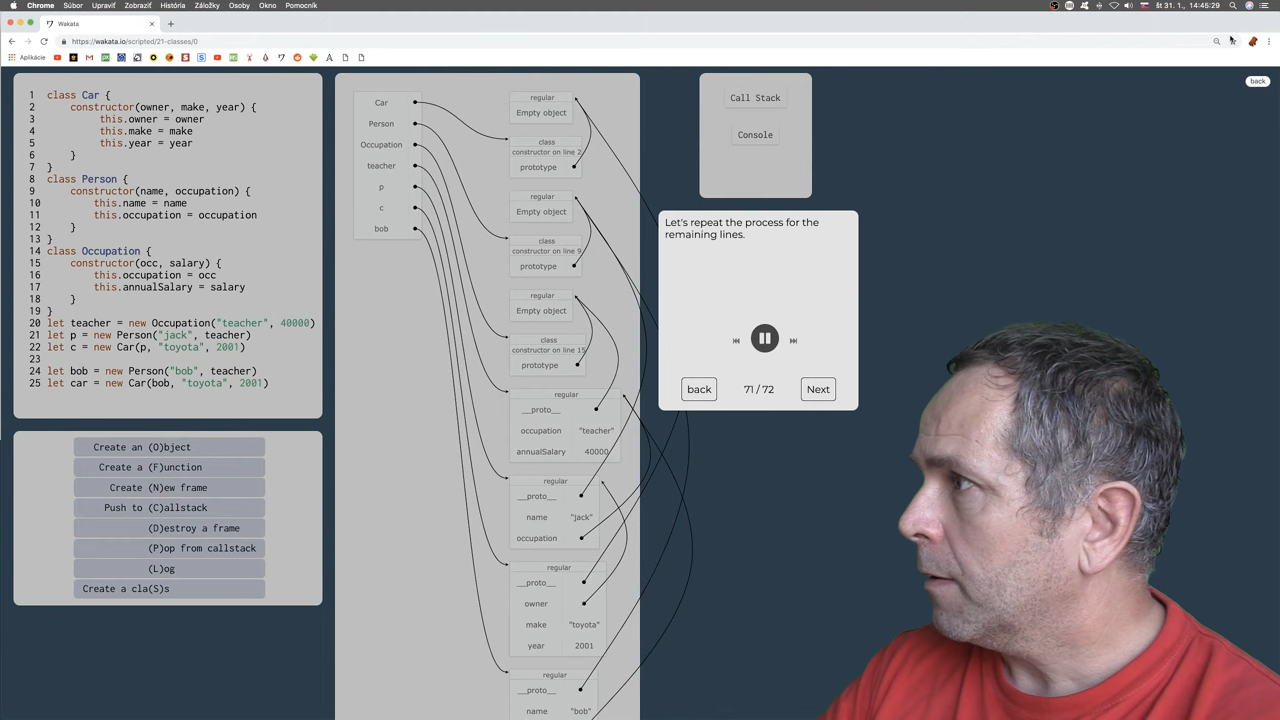 Chrome Súbor Upraviť Zobraziť História Záložky Osoby Okno Pomocník
št 31. 1., 14:45:29
Wakata
https://wakata.io/scripted/21-classes/0
Aplikácie
back
1 class Car {
2 constructor(owner, make, year) {
3 this.owner = owner
4 this.make = make
5 this.year = year
6 }
7 }
8 class Person {
9 constructor(name, occupation) {
10 this.name = name
11 this.occupation = occupation
12 }
13 }
14 class Occupation {
15 constructor(occ, salary) {
16 this.occupation = occ
17 this.annualSalary = salary
18 }
19 }
20 let teacher = new Occupation("teacher", 40000)
21 let p = new Person("jack", teacher)
22 let c = new Car(p, "toyota", 2001)
23
24 let bob = new Person("bob", teacher)
25 let car = new Car(bob, "toyota", 2001)
Create an (O)bject
Create a (F)unction
Create (N)ew frame
Push to (C)allstack
(D)estroy a frame
(P)op from callstack
(L)og
Create a cla(S)s
Car
Person
Occupation
teacher
p
c
bob
regular
Empty object
class
constructor on line 2
prototype
regular
Empty object
class
constructor on line 9
prototype
regular
Empty object
class
constructor on line 15
prototype
regular
__proto__
occupation "teacher"
annualSalary 40000
regular
__proto__
name "jack"
occupation
regular
__proto__
owner
make "toyota"
year 2001
regular
__proto__
name "bob"
Call Stack
Console
Let's repeat the process for the
remaining lines.
back 71 / 72 Next